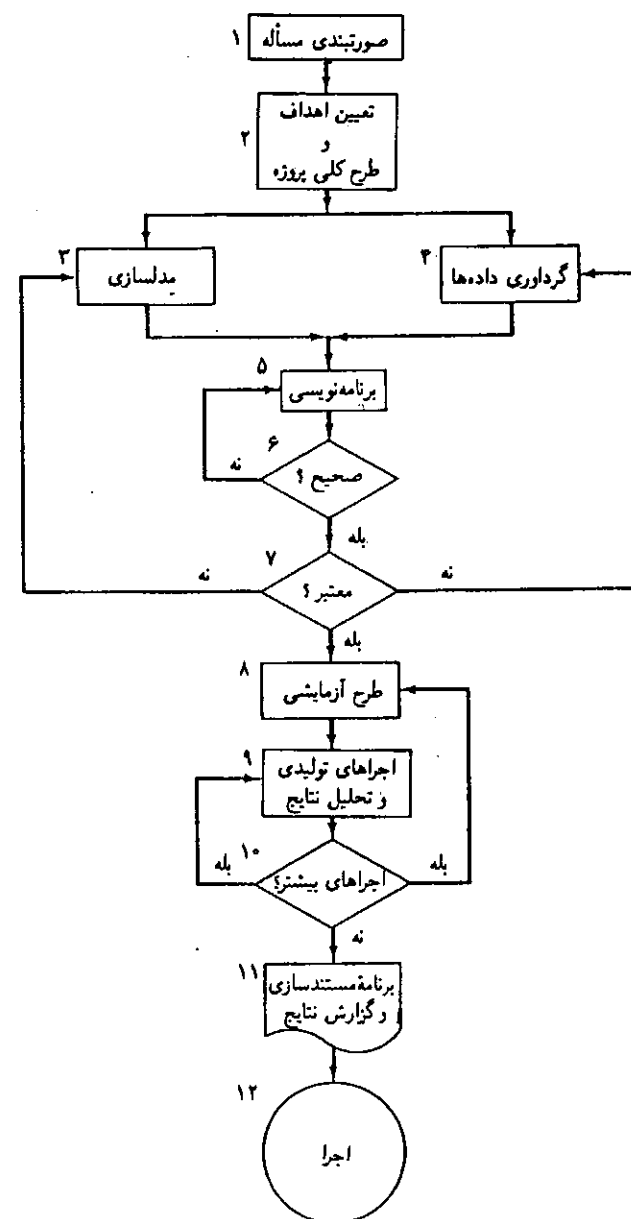 ۱
صورتبندی مسأله
۲
تعیین اهداف
و
طرح کلی پروژه
۳
مدلسازی
۴
گردآوری داده‌ها
۵
برنامه‌نویسی
۶
صحیح ؟
نه
بله
۷
معتبر ؟
نه
نه
بله
۸
طرح آزمایشی
۹
اجراهای تولیدی
و تحلیل نتایج
۱۰
اجراهای بیشتر؟
بله
بله
نه
۱۱
برنامهٔ مستندسازی
و گزارش نتایج
۱۲
اجرا